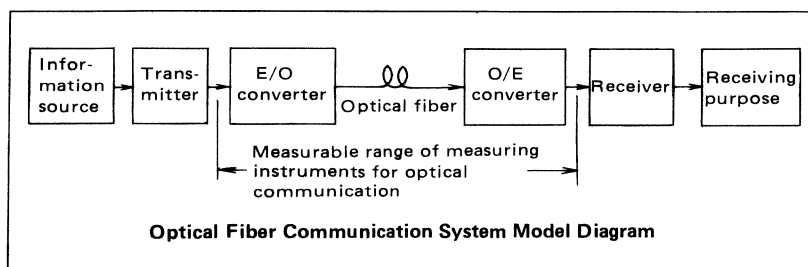 Infor-
mation
source
Trans-
mitter
E/O
converter
Optical fiber
O/E
converter
Receiver
Receiving
purpose
Measurable range of measuring
instruments for optical
communication
Optical Fiber Communication System Model Diagram